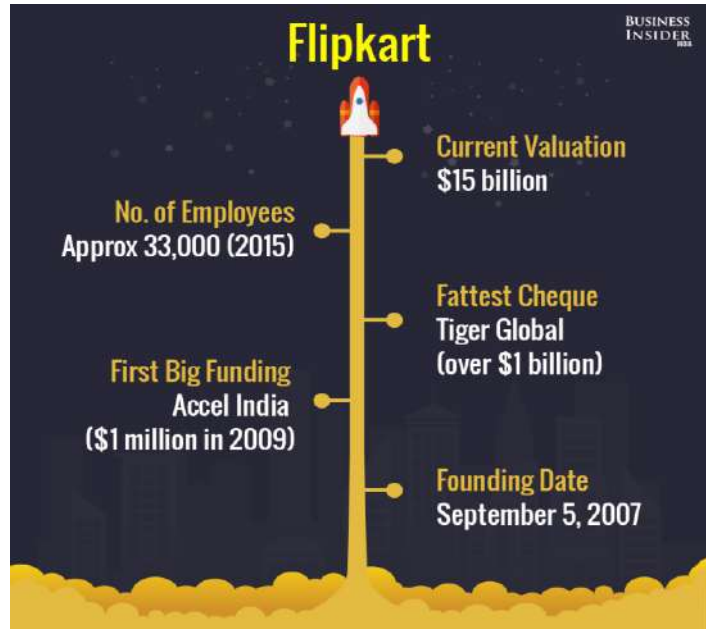 Flipkart
BUSINESS
INSIDER
Current Valuation
$15 billion
No. of Employees
Approx 33,000 (2015)
Fattest Cheque
Tiger Global
(over $1 billion)
First Big Funding
Accel India
($1 million in 2009)
Founding Date
September 5, 2007